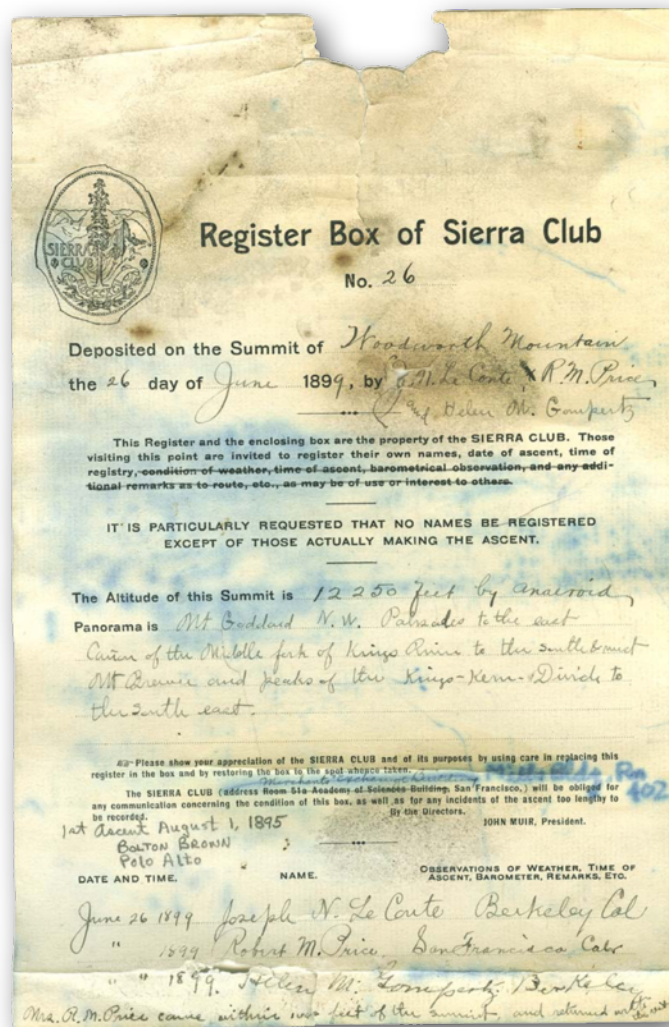 SIERRA
CLUB
Register Box of Sierra Club
No. 26
Deposited on the Summit of Woodworth Mountain
the 26 day of June 1899, by J. N. Le Conte, R. M. Price
and Helen M. Gompertz
This Register and the enclosing box are the property of the SIERRA CLUB. Those
visiting this point are invited to register their own names, date of ascent, time of
registry, condition of weather, time of ascent, barometrical observation, and any addi-
tional remarks as to route, etc., as may be of use or interest to others.
IT IS PARTICULARLY REQUESTED THAT NO NAMES BE REGISTERED
EXCEPT OF THOSE ACTUALLY MAKING THE ASCENT.
The Altitude of this Summit is 12250 feet by aneroid
Panorama is Mt Goddard N.W. Palisades to the east
Cañon of the Middle fork of Kings River to the south & west
Mt Brewer and peaks of the Kings-Kern-Divide to
the south east.
Please show your appreciation of the SIERRA CLUB and of its purposes by using care in replacing this
register in the box and by restoring the box to the spot whence taken.
Merchants Exchange Building Mills Bldg, Rm
402
The SIERRA CLUB (address Room 51a Academy of Sciences Building, San Francisco,) will be obliged for
any communication concerning the condition of this box, as well as for any incidents of the ascent too lengthy to
be recorded.
By the Directors.
JOHN MUIR, President.
1st Ascent August 1, 1895
BOLTON BROWN
Polo Alto
DATE AND TIME. NAME. OBSERVATIONS OF WEATHER, TIME OF
ASCENT, BAROMETER, REMARKS, ETC.
June 26 1899 Joseph N. Le Conte Berkeley Cal
" 1899 Robert M. Price San Francisco Cal
" " 1899. Helen M. Gompertz Berkeley
Mrs. R. M. Price came within feet of the summit, and returned